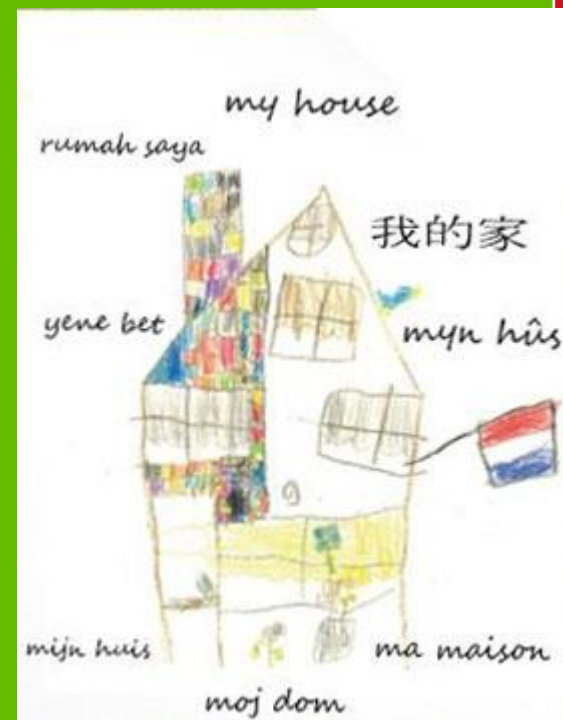 my house
rumah saya
我的家
yene bet
myn hûs
mijn huis
ma maison
moj dom